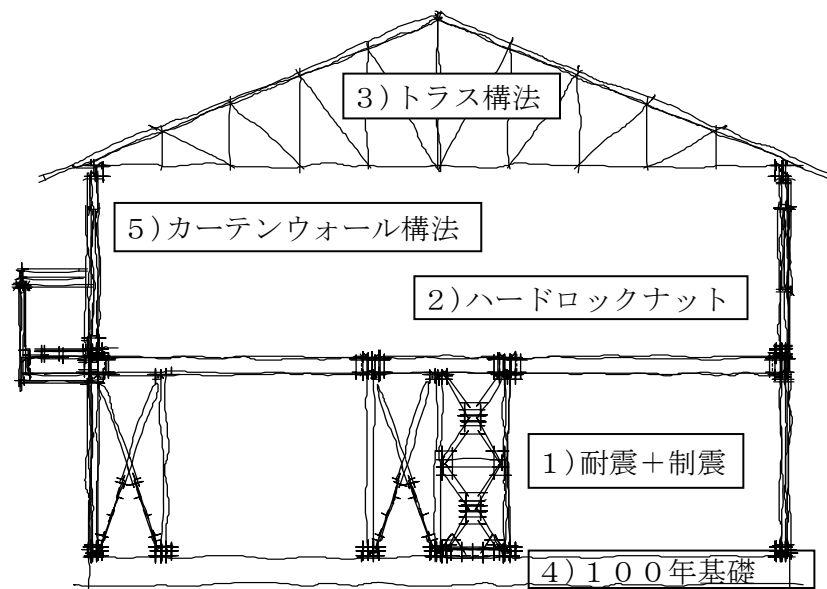 3)トラス構法
5)カーテンウォール構法
2)ハードロックナット
1)耐震+制震
4)100年基礎